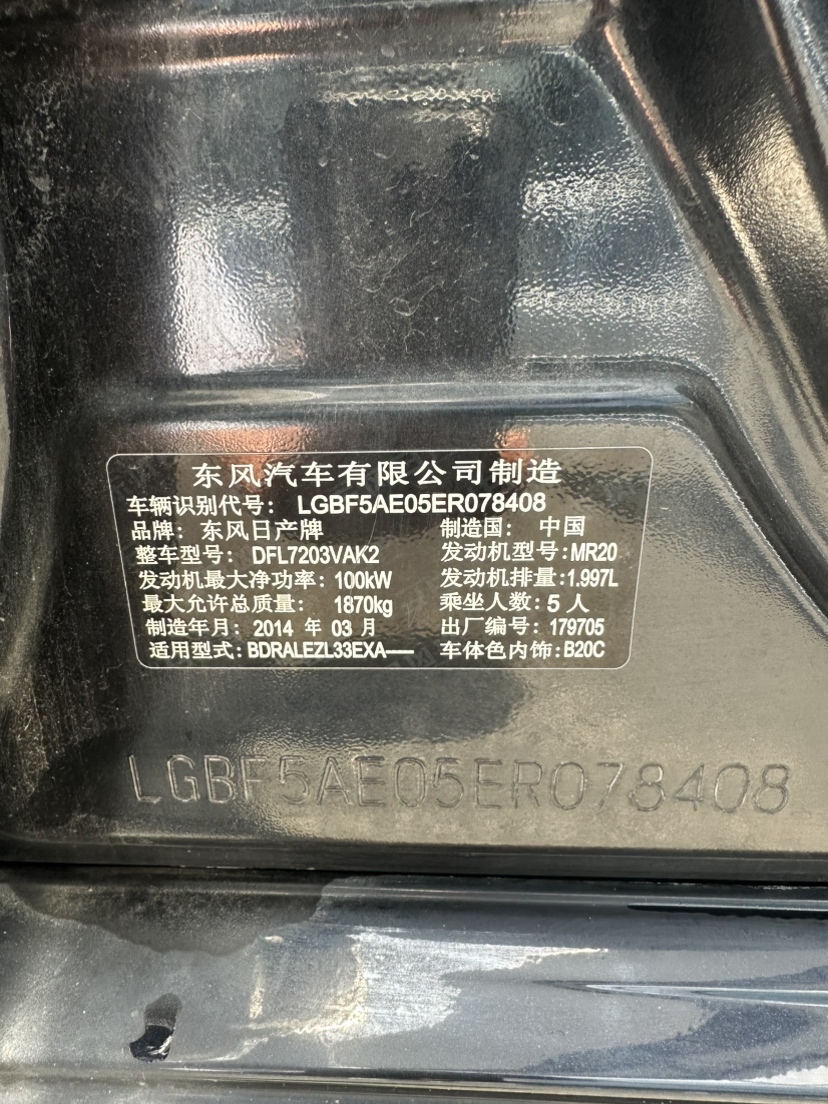 东风汽车有限公司制造
车辆识别代号: LGBF5AE05ER078408
品牌: 东风日产牌 制造国: 中国
整车型号: DFL7203VAK2 发动机型号:MR20
发动机最大净功率: 100kW 发动机排量:1.997L
最大允许总质量: 1870kg 乘坐人数: 5 人
制造年月: 2014 年 03 月 出厂编号: 179705
适用型式: BDRALEZL33EXA---- 车体色内饰:B20C
LGBF5AE05ER078408